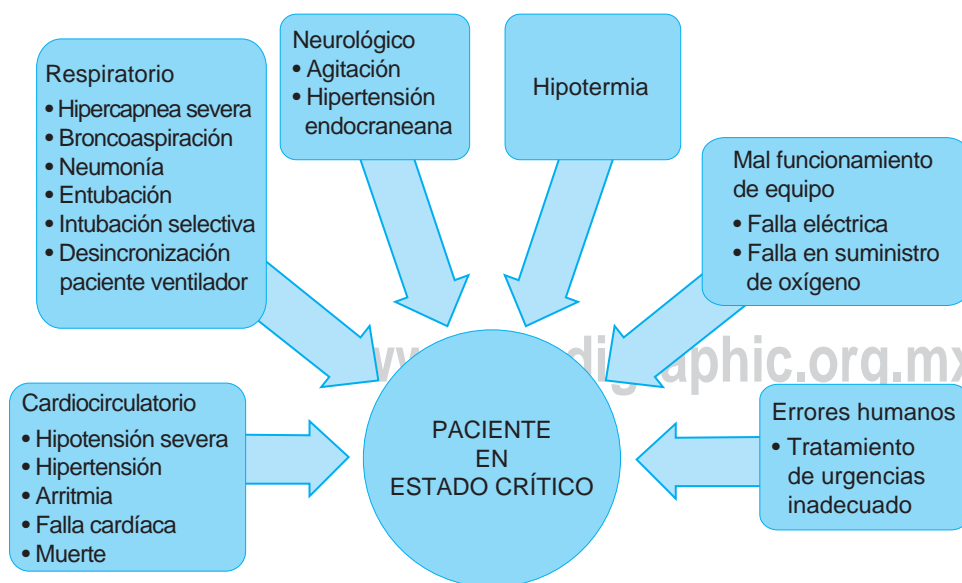 Respiratorio
• Hipercapnea severa
• Broncoaspiración
• Neumonía
• Entubación
• Intubación selectiva
• Desincronización
paciente ventilador
Neurológico
• Agitación
• Hipertensión
endocraneana
Hipotermia
Mal funcionamiento
de equipo
• Falla eléctrica
• Falla en suministro
de oxígeno
Cardiocirculatorio
• Hipotensión severa
• Hipertensión
• Arritmia
• Falla cardíaca
• Muerte
PACIENTE
EN
ESTADO CRÍTICO
Errores humanos
• Tratamiento
de urgencias
inadecuado